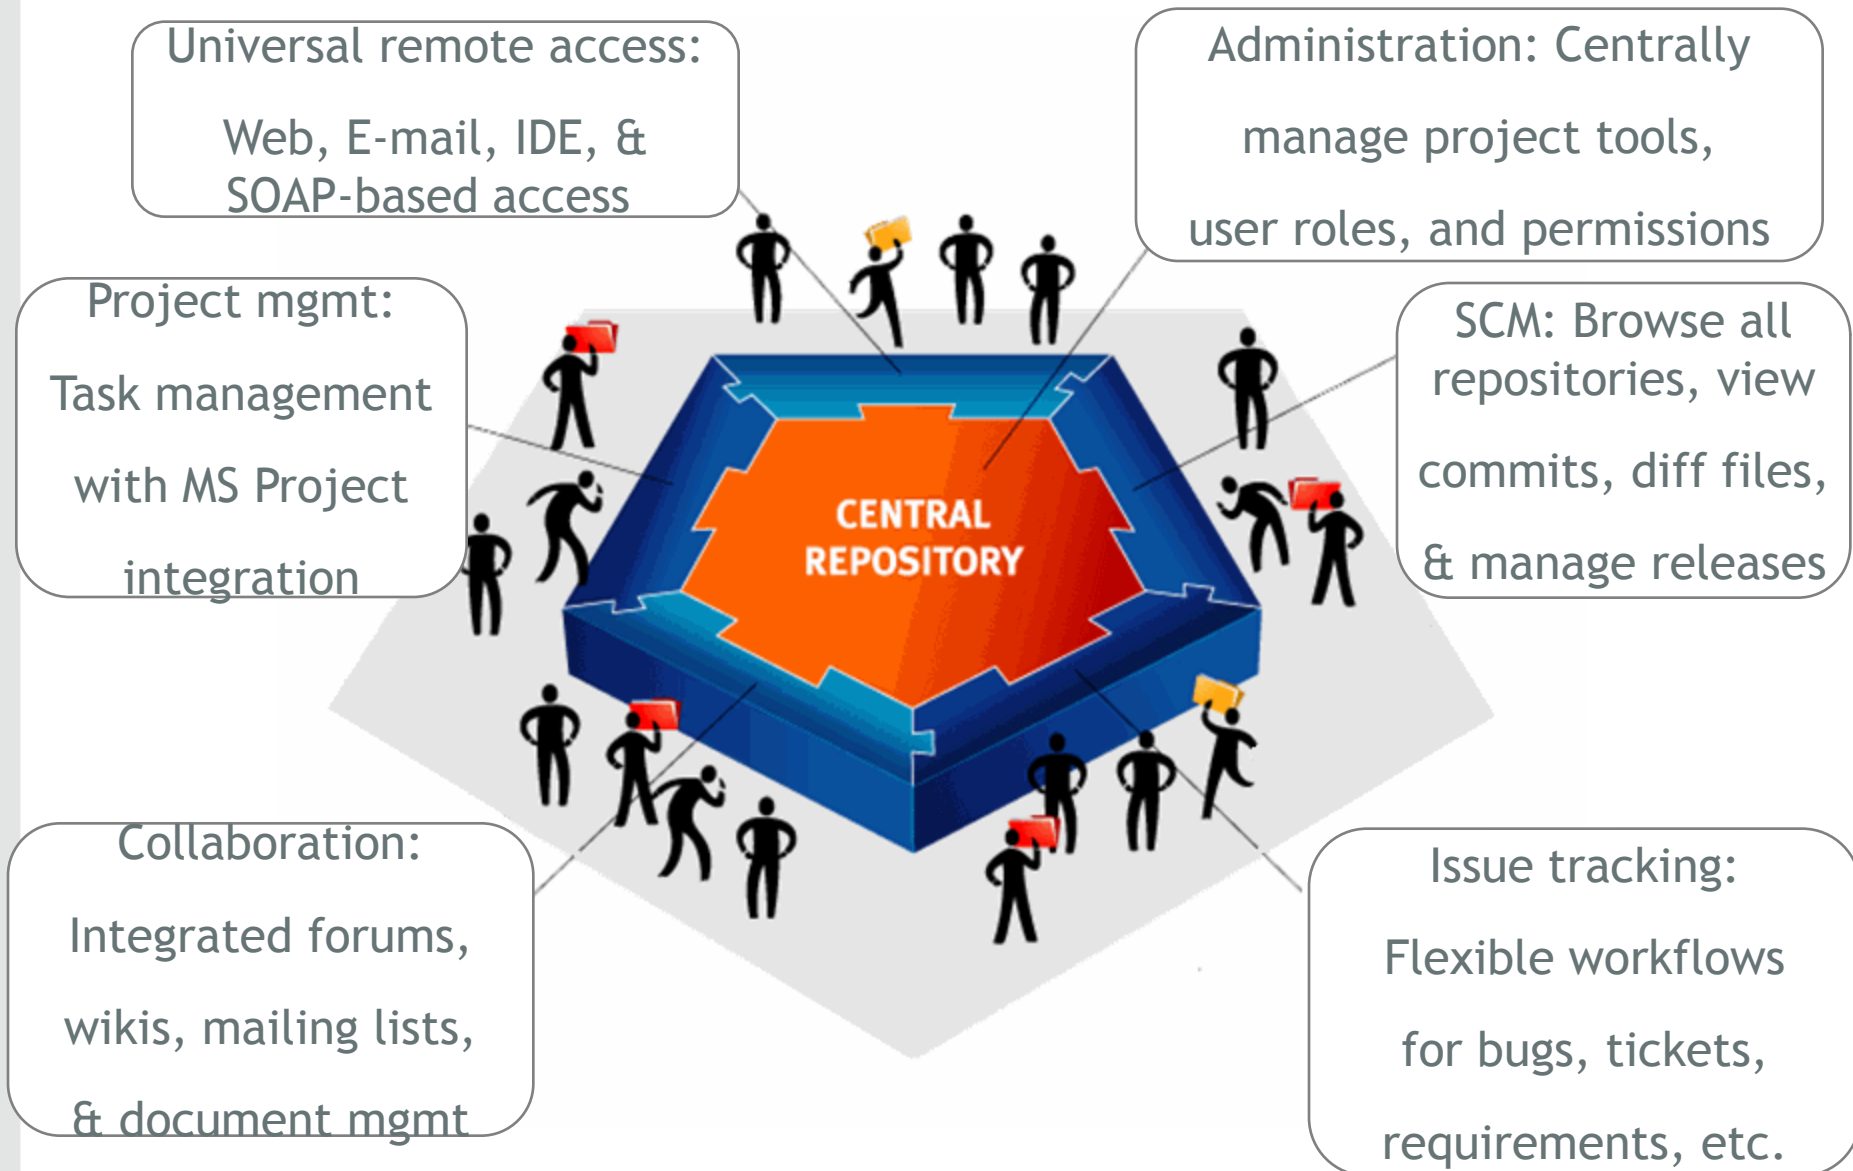 Universal remote access:
Web, E-mail, IDE, &
SOAP-based access
Administration: Centrally
manage project tools,
user roles, and permissions
Project mgmt:
Task management
with MS Project
integration
SCM: Browse all
repositories, view
commits, diff files,
& manage releases
CENTRAL
REPOSITORY
Collaboration:
Integrated forums,
wikis, mailing lists,
& document mgmt
Issue tracking:
Flexible workflows
for bugs, tickets,
requirements, etc.